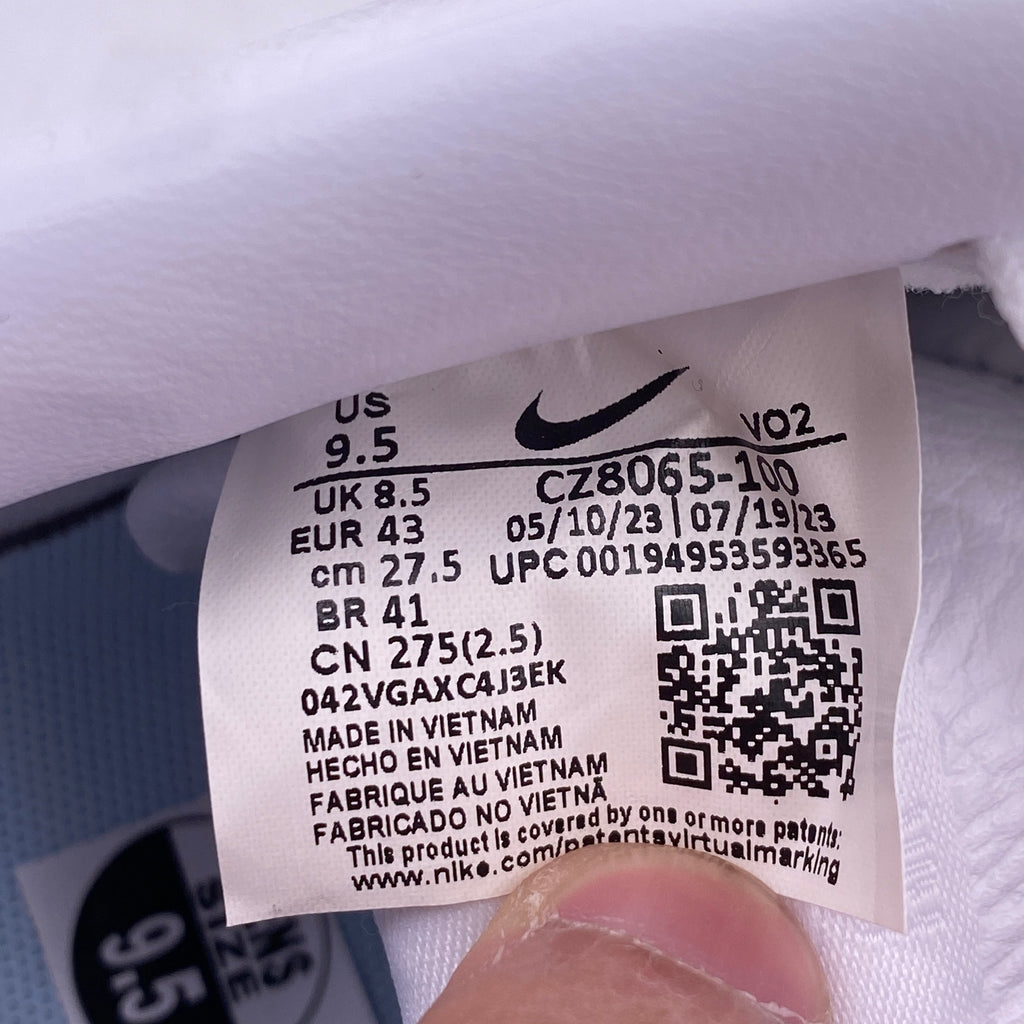 US
9.5
VO2
UK 8.5
CZ8065-100
EUR 43
05/10/23 | 07/19/23
cm 27.5
UPC 00194953593365
BR 41
CN 275(2.5)
042VGAXC4J3EK
MADE IN VIETNAM
HECHO EN VIETNAM
FABRIQUE AU VIETNAM
FABRICADO NO VIETNÃ
This product is covered by one or more patents:
www.nike.com/patentsvirtualmarking
SIZE
9.5